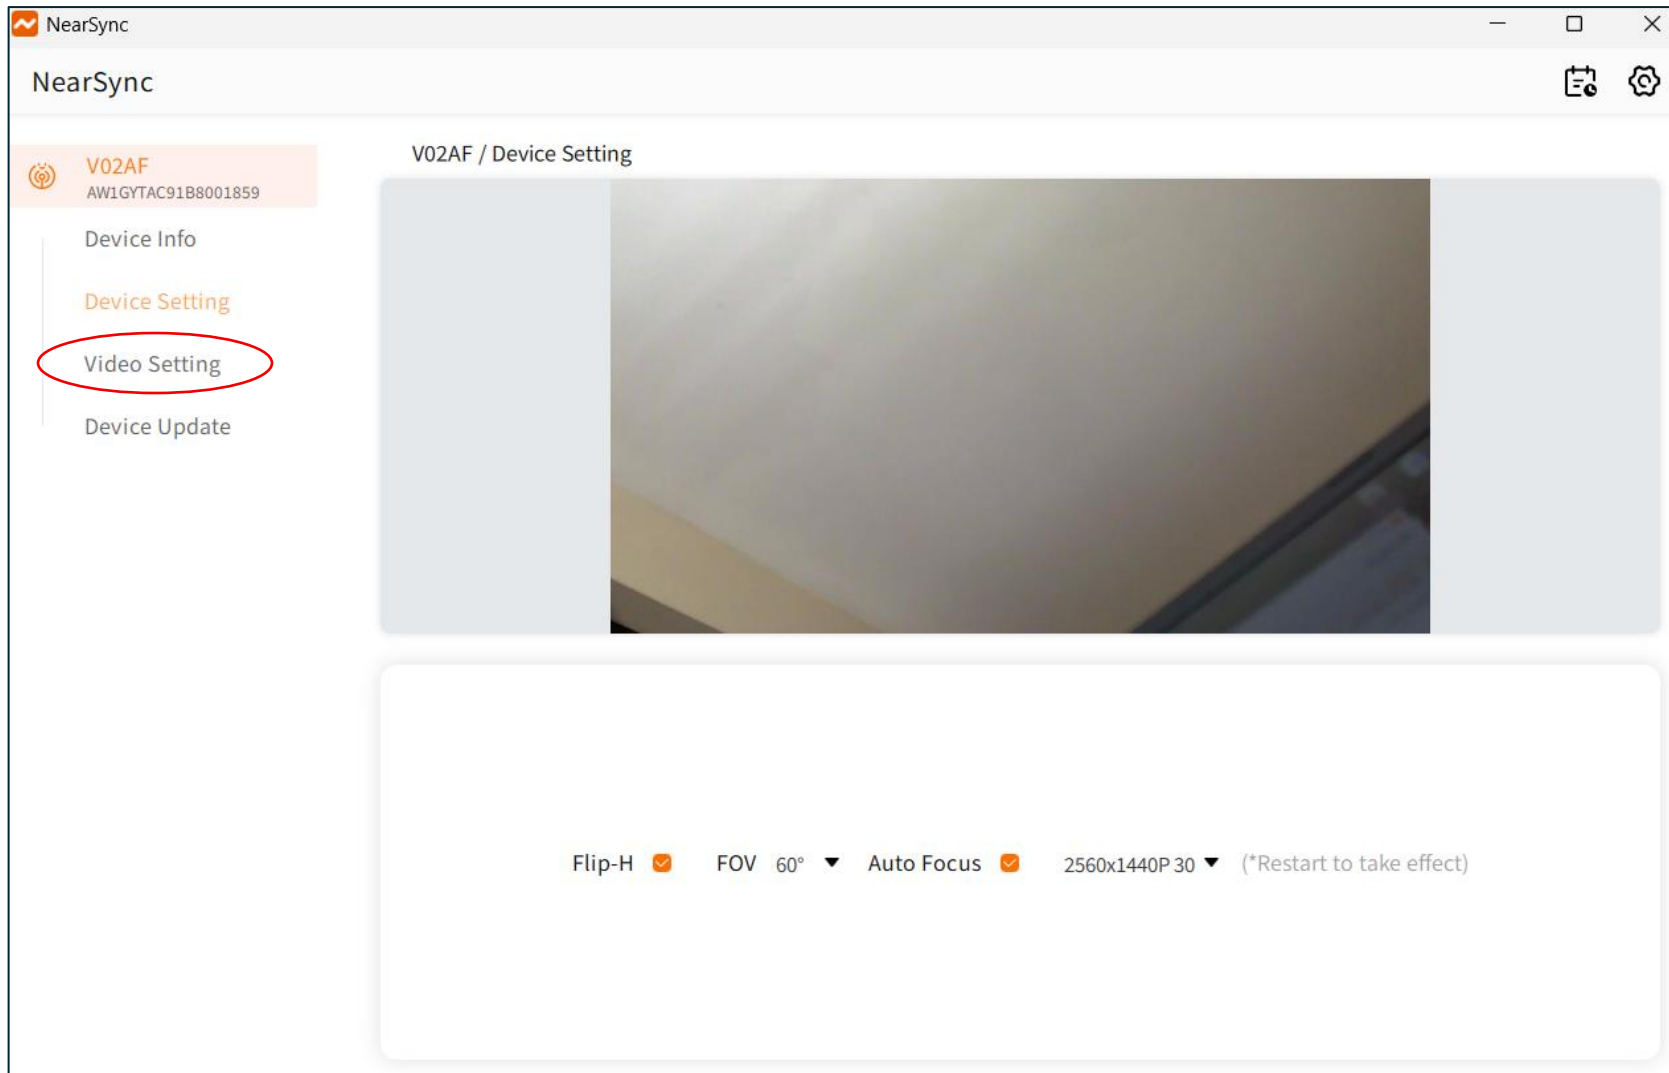 NearSync
NearSync
V02AF
AW1GYTAC91B8001859
Device Info
Device Setting
Video Setting
Device Update
V02AF / Device Setting
Flip-H FOV 60° Auto Focus 2560x1440P 30 (*Restart to take effect)